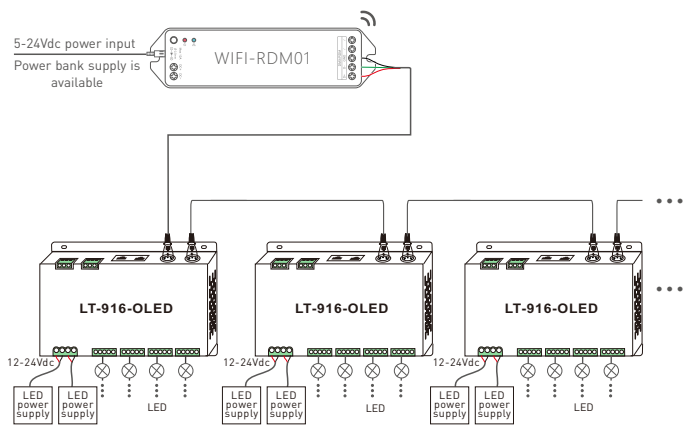 5-24Vdc power input
Power bank supply is
available
WIFI-RDM01
LT-916-OLED
LT-916-OLED
LT-916-OLED
12-24Vdc
12-24Vdc
12-24Vdc
LED
power
supply
LED
power
supply
LED
LED
power
supply
LED
power
supply
LED
LED
power
supply
LED
power
supply
LED